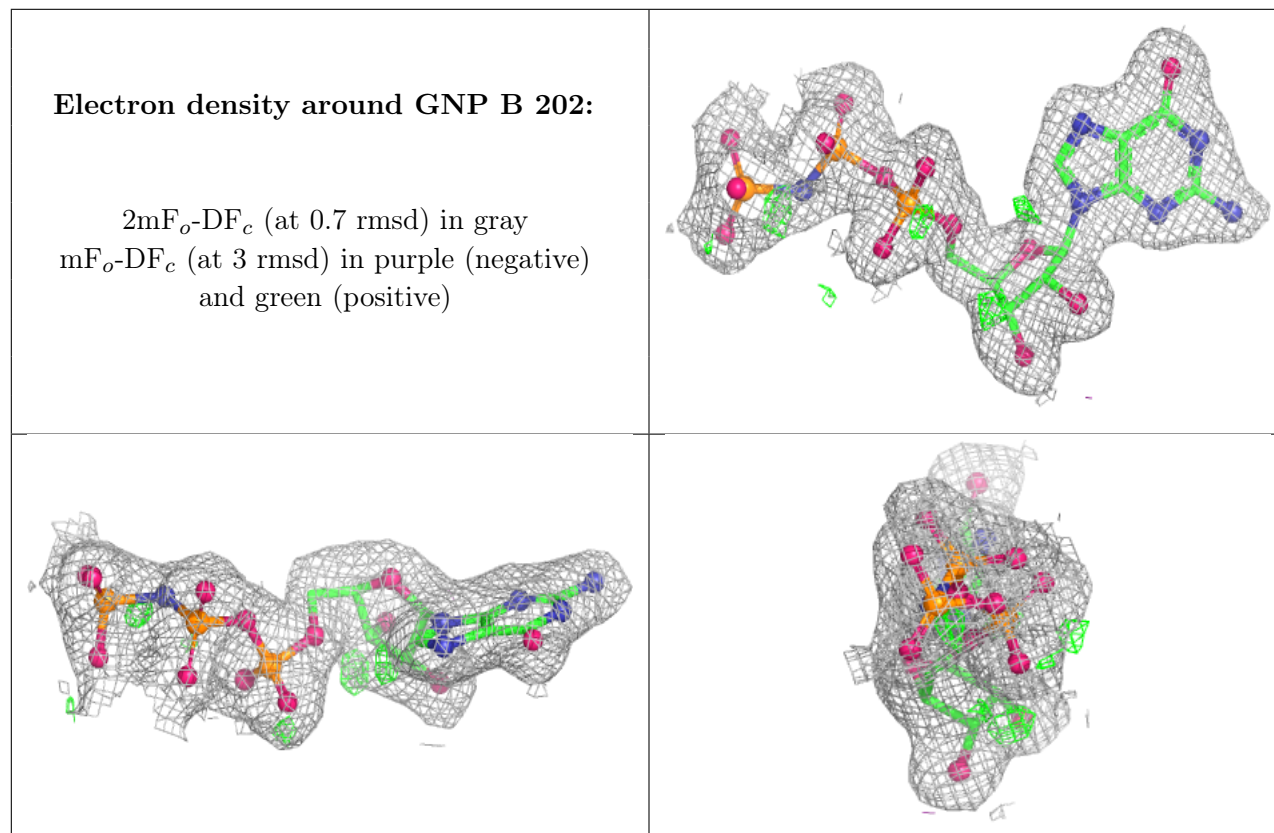 Electron density around GNP B 202:
2mFo-DFc (at 0.7 rmsd) in gray
mFo-DFc (at 3 rmsd) in purple (negative)
and green (positive)